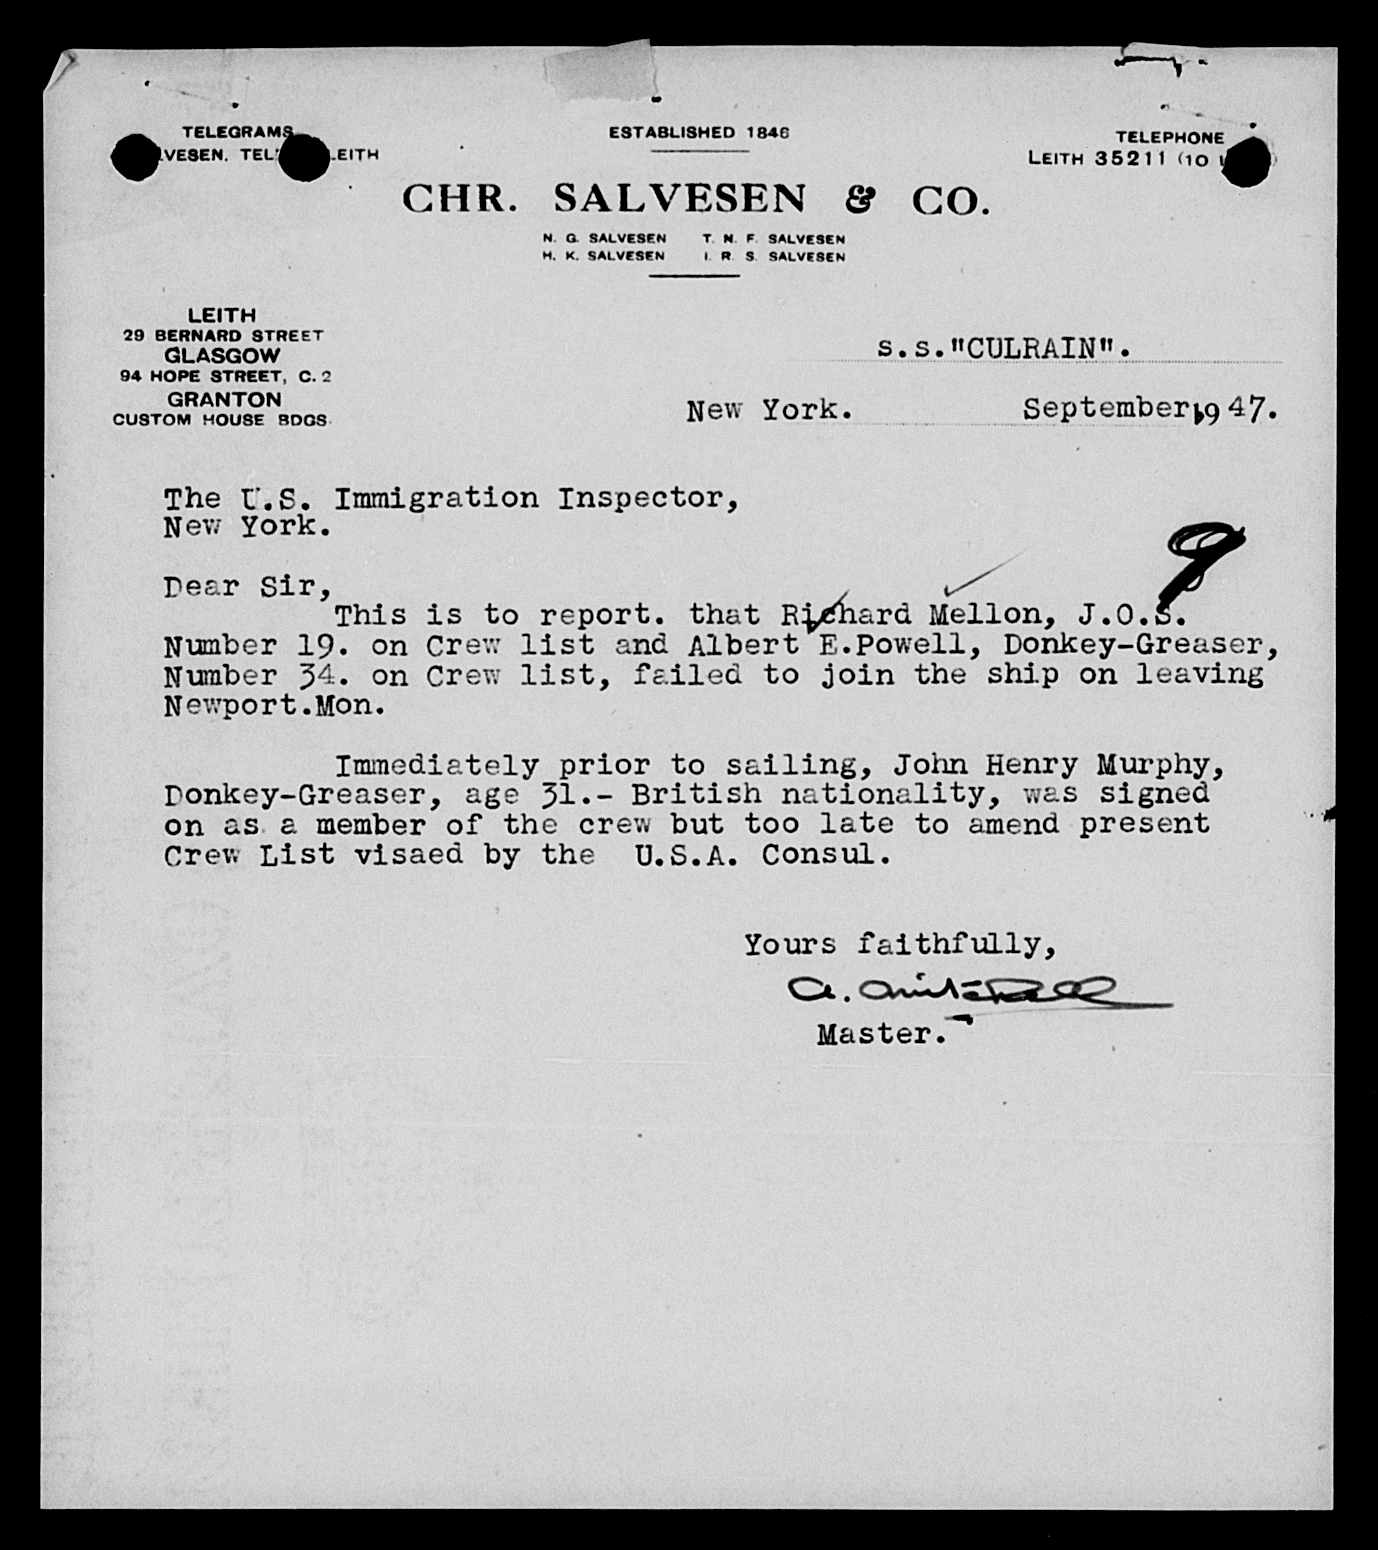 TELEGRAMS
VESEN, TEL LEITH
ESTABLISHED 1846
TELEPHONE
LEITH 35211 (10
CHR. SALVESEN & CO.
N. G. SALVESEN T. N. F. SALVESEN
H. K. SALVESEN I. R. S. SALVESEN
LEITH
29 BERNARD STREET
GLASGOW
94 HOPE STREET, C.2
GRANTON
CUSTOM HOUSE BDGS.
s.s."CULRAIN".
New York. September, 1947.
The U.S. Immigration Inspector,
New York.
Dear Sir,
This is to report. that Richard Mellon, J.O.S.
Number 19. on Crew list and Albert E.Powell, Donkey-Greaser,
Number 34. on Crew list, failed to join the ship on leaving
Newport.Mon.
Immediately prior to sailing, John Henry Murphy,
Donkey-Greaser, age 31.- British nationality, was signed
on as a member of the crew but too late to amend present
Crew List visaed by the U.S.A. Consul.
Yours faithfully,
A. Mitchell
Master.